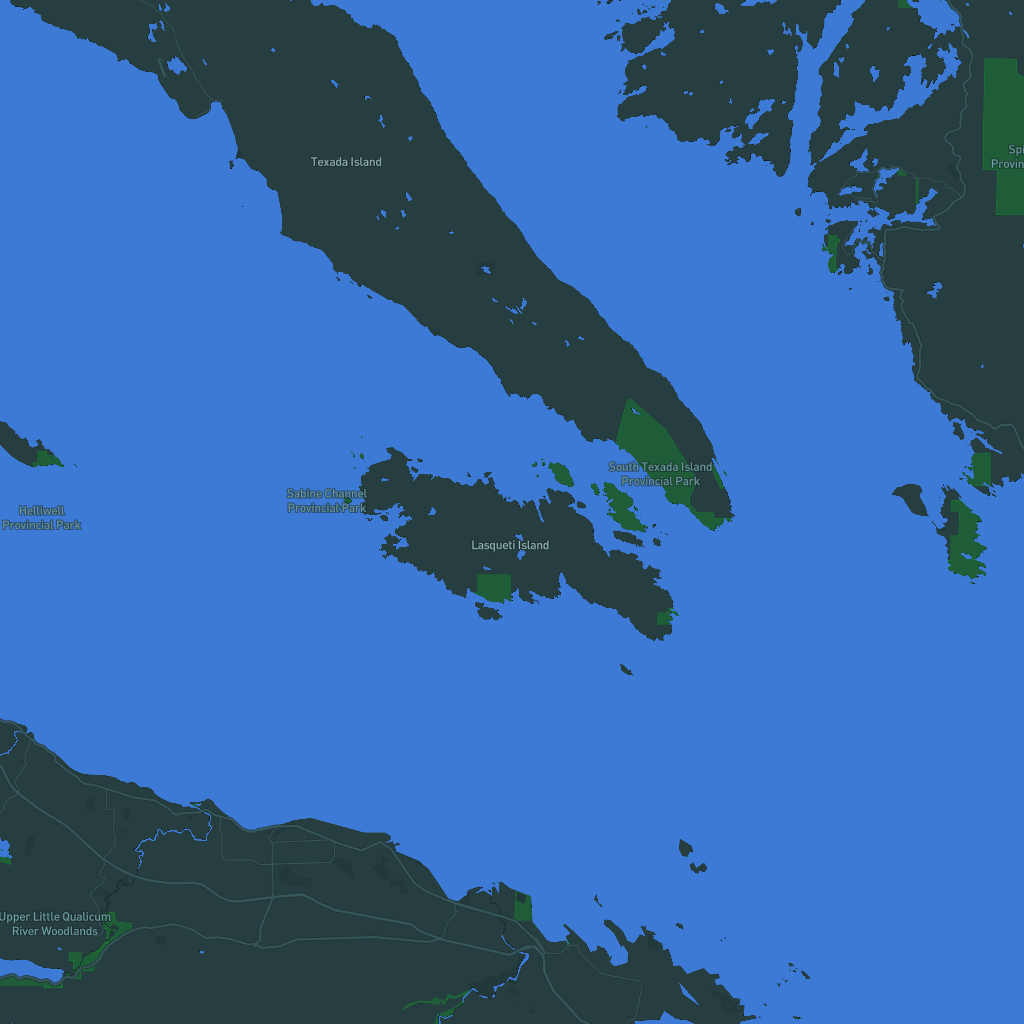 Texada Island
Spi
Provin
South Texada Island
Provincial Park
Sabine Channel
Provincial Park
Helliwell
Provincial Park
Lasqueti Island
Upper Little Qualicum
River Woodlands